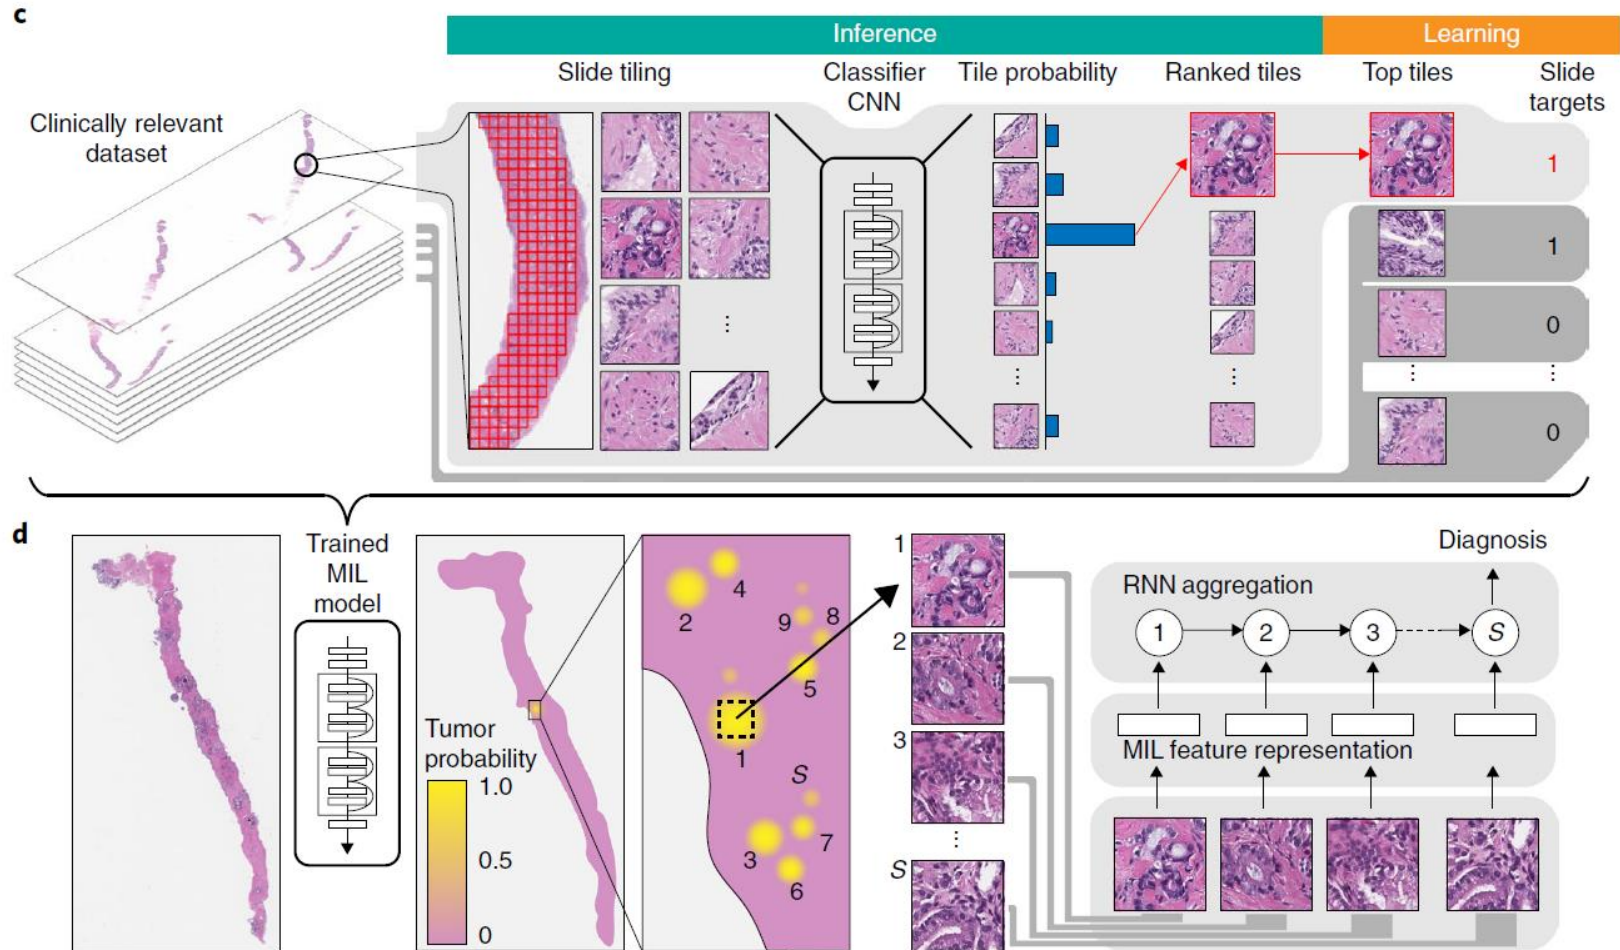 c
Inference
Learning
Slide tiling
Classifier
CNN
Tile probability
Ranked tiles
Top tiles
Slide
targets
Clinically relevant
dataset
1
1
0
0
d
Trained
MIL
model
Tumor
probability
1.0
0.5
0
4
2
9
8
5
1
S
7
3
6
1
2
3
S
Diagnosis
RNN aggregation
1
2
3
S
MIL feature representation